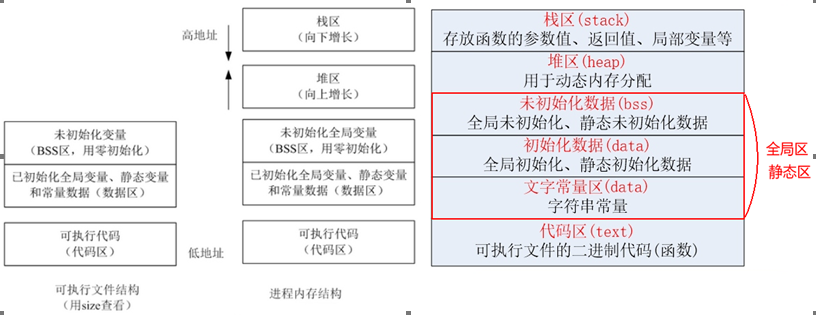 高地址
栈区
(向下增长)
堆区
(向上增长)
未初始化变量
(BSS区，用零初始化)
已初始化全局变量、静态变量
和常量数据（数据区）
可执行代码
(代码区)
可执行文件结构
(用size查看)
未初始化全局变量
(BSS区，用零初始化)
已初始化全局变量、静态变量
和常量数据（数据区）
低地址
可执行代码
(代码区)
进程内存结构
栈区(stack)
存放函数的参数值、返回值、局部变量等
堆区(heap)
用于动态内存分配
未初始化数据(bss)
全局未初始化、静态未初始化数据
初始化数据(data)
全局初始化、静态初始化数据
文字常量区(data)
字符串常量
代码区(text)
可执行文件的二进制代码(函数)
全局区
静态区